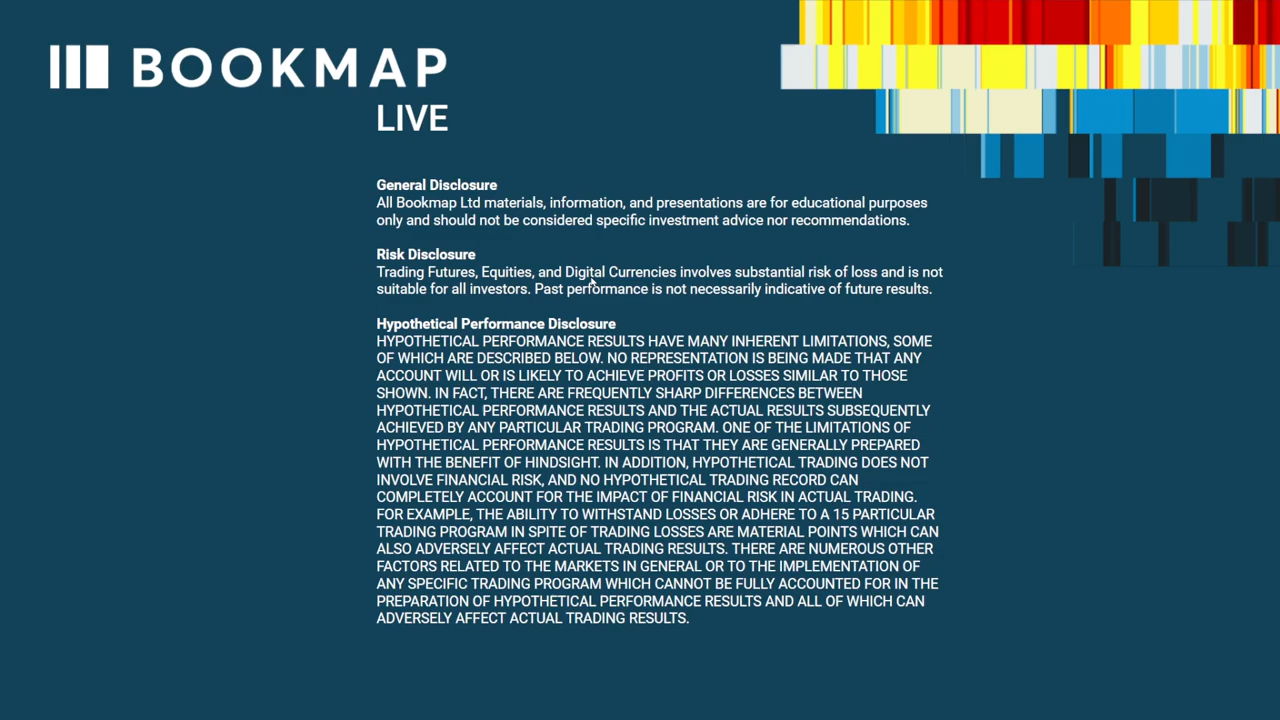 BOOKMAP
LIVE
General Disclosure
All Bookmap Ltd materials, information, and presentations are for educational purposes
only and should not be considered specific investment advice nor recommendations.
Risk Disclosure
Trading Futures, Equities, and Digital Currencies involves substantial risk of loss and is not
suitable for all investors. Past performance is not necessarily indicative of future results.
Hypothetical Performance Disclosure
HYPOTHETICAL PERFORMANCE RESULTS HAVE MANY INHERENT LIMITATIONS, SOME
OF WHICH ARE DESCRIBED BELOW. NO REPRESENTATION IS BEING MADE THAT ANY
ACCOUNT WILL OR IS LIKELY TO ACHIEVE PROFITS OR LOSSES SIMILAR TO THOSE
SHOWN. IN FACT, THERE ARE FREQUENTLY SHARP DIFFERENCES BETWEEN
HYPOTHETICAL PERFORMANCE RESULTS AND THE ACTUAL RESULTS SUBSEQUENTLY
ACHIEVED BY ANY PARTICULAR TRADING PROGRAM. ONE OF THE LIMITATIONS OF
HYPOTHETICAL PERFORMANCE RESULTS IS THAT THEY ARE GENERALLY PREPARED
WITH THE BENEFIT OF HINDSIGHT. IN ADDITION, HYPOTHETICAL TRADING DOES NOT
INVOLVE FINANCIAL RISK, AND NO HYPOTHETICAL TRADING RECORD CAN
COMPLETELY ACCOUNT FOR THE IMPACT OF FINANCIAL RISK IN ACTUAL TRADING.
FOR EXAMPLE, THE ABILITY TO WITHSTAND LOSSES OR ADHERE TO A 15 PARTICULAR
TRADING PROGRAM IN SPITE OF TRADING LOSSES ARE MATERIAL POINTS WHICH CAN
ALSO ADVERSELY AFFECT ACTUAL TRADING RESULTS. THERE ARE NUMEROUS OTHER
FACTORS RELATED TO THE MARKETS IN GENERAL OR TO THE IMPLEMENTATION OF
ANY SPECIFIC TRADING PROGRAM WHICH CANNOT BE FULLY ACCOUNTED FOR IN THE
PREPARATION OF HYPOTHETICAL PERFORMANCE RESULTS AND ALL OF WHICH CAN
ADVERSELY AFFECT ACTUAL TRADING RESULTS.